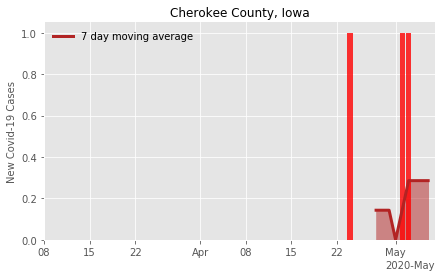 Cherokee County, Iowa
7 day moving average
New Covid-19 Cases
1.0
0.8
0.6
0.4
0.2
0.0
08 15 22 Apr 08 15 22 May
2020-May